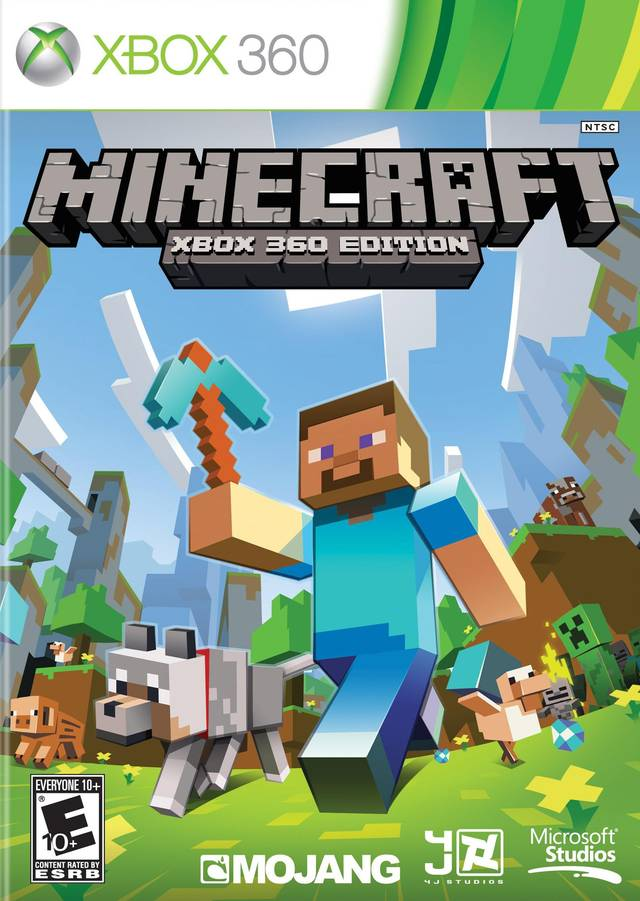 XBOX 360
NTSC
MINECRAFT
XBOX 360 EDITION
EVERYONE 10+
®
E
10+
CONTENT RATED BY
ESRB
MOJANG
4J
4J STUDIOS
Microsoft®
Studios